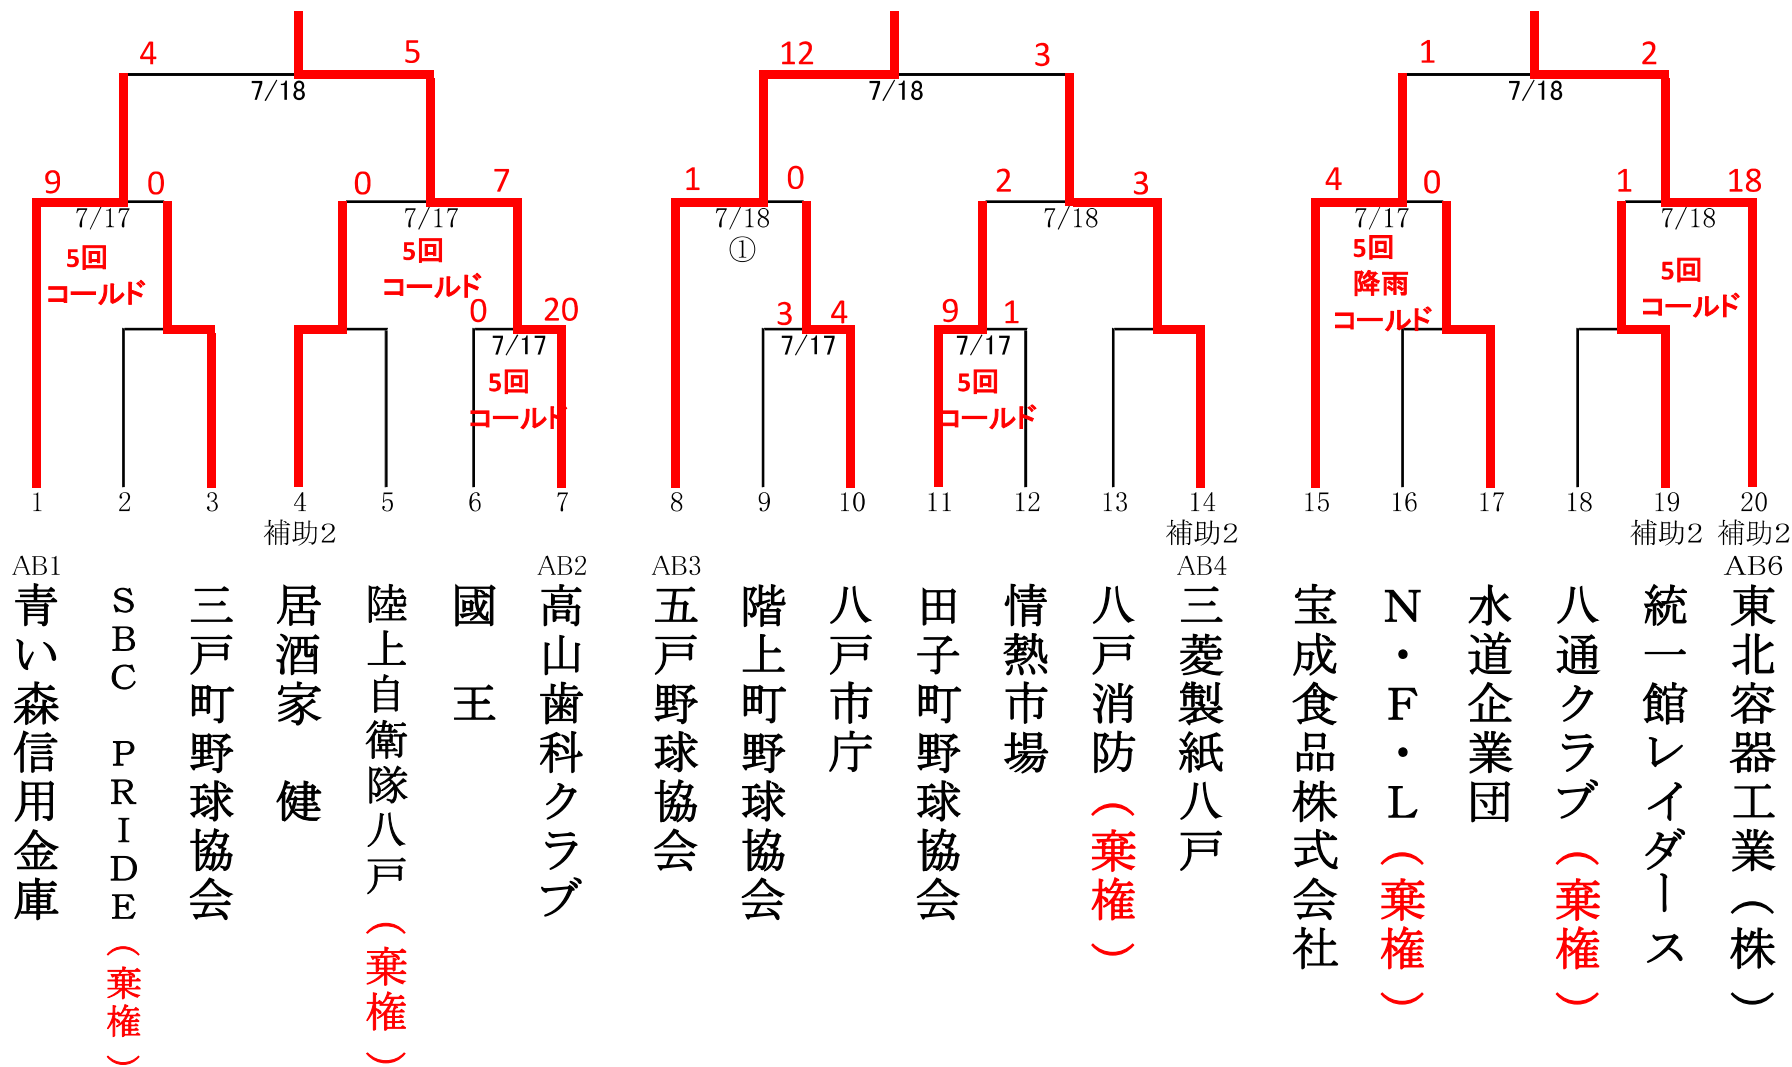 4 5 12 3 1 2
7/18 7/18 7/18
9 0 0 7 1 0 2 3 4 0 1 18
7/17 7/17 7/18 7/18 7/17 7/18
①
5回
コールド
5回
コールド
5回
降雨
コールド
5回
コールド
0 20 3 4 9 1
7/17 7/17 7/17
5回
コールド
5回
コールド
1 2 3 4 5 6 7 8 9 10 11 12 13 14 15 16 17 18 19 20
補助2 補助2 補助2 補助2
AB1 AB2 AB3 AB4 AB6
青い森信用金庫
SBC PRIDE(棄権)
三戸町野球協会
居酒家 健
陸上自衛隊八戸(棄権)
國 王
高山歯科クラブ
五戸野球協会
階上町野球協会
八戸市庁
田子町野球協会
情熱市場
八戸消防(棄権)
三菱製紙八戸
宝成食品株式会社
N・F・L(棄権)
水道企業団
八通クラブ(棄権)
統一館レイダース
東北容器工業(株)